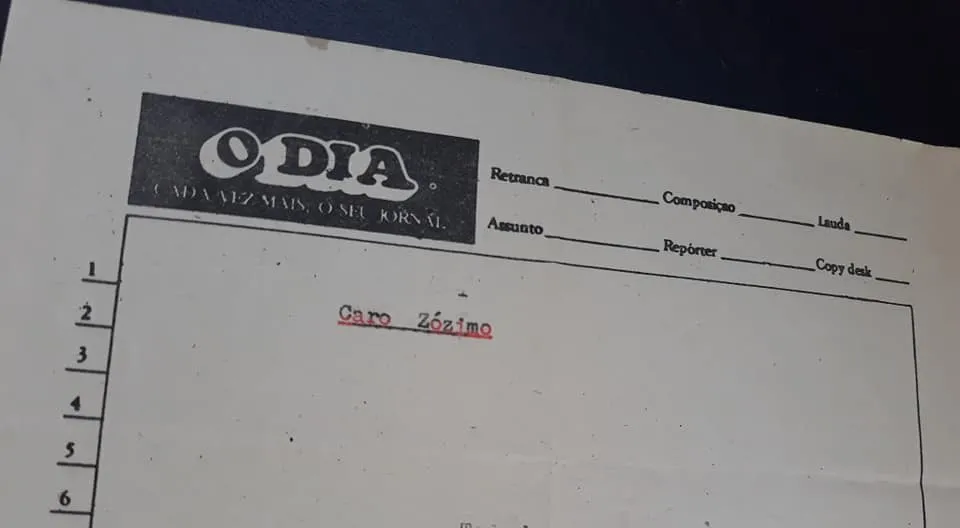 O DIA
CADA VEZ MAIS, O SEU JORNAL
Retranca Composiçao Lauda
Assunto Repórter Copy desk
1
2 Caro Zózimo
3
4
5
6